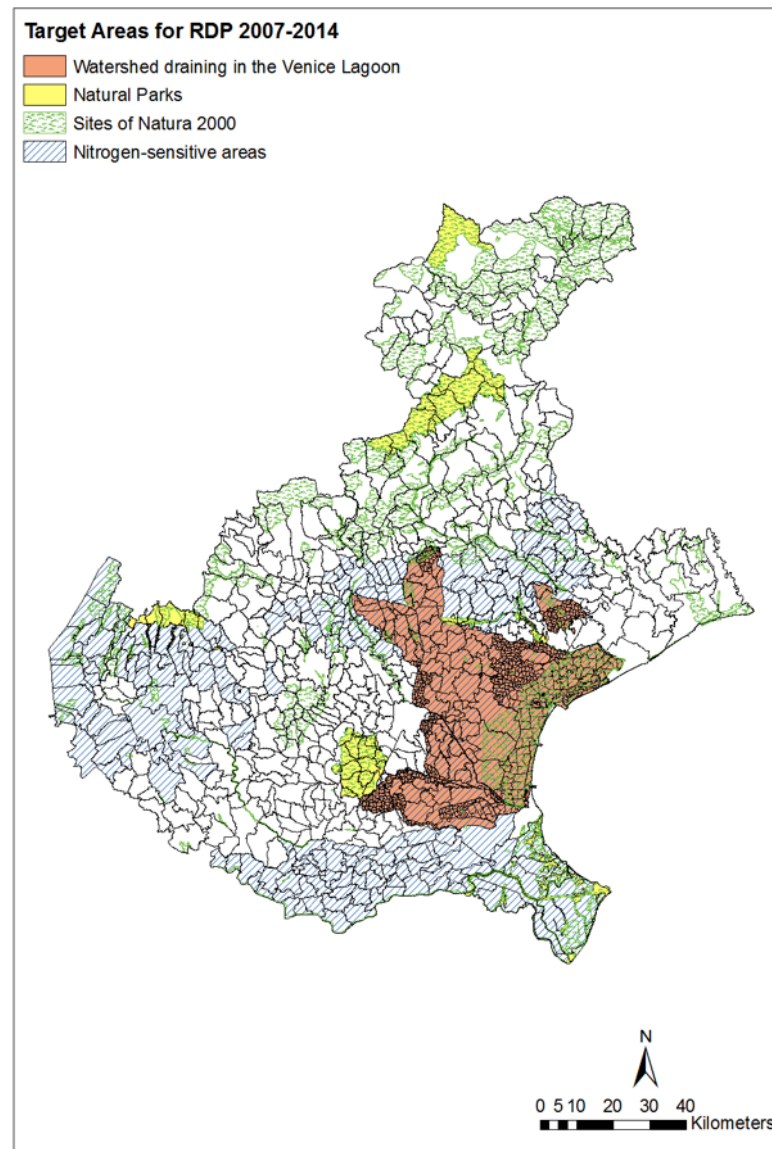 Target Areas for RDP 2007-2014
Watershed draining in the Venice Lagoon
Natural Parks
Sites of Natura 2000
Nitrogen-sensitive areas
N
0 5 10 20 30 40
Kilometers